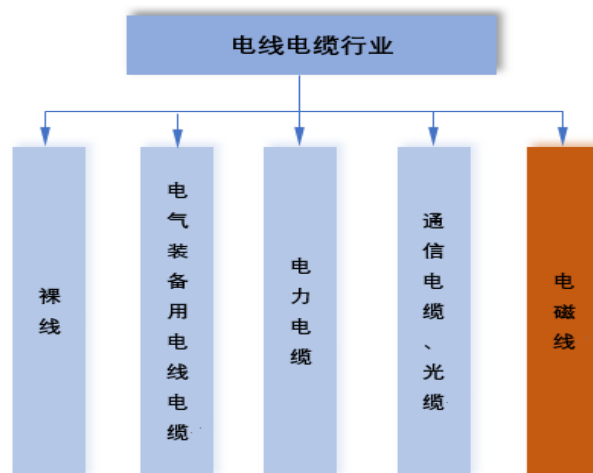 电线电缆行业
裸线
电气装备用电线电缆
电力电缆
通信电缆、光缆
电磁线